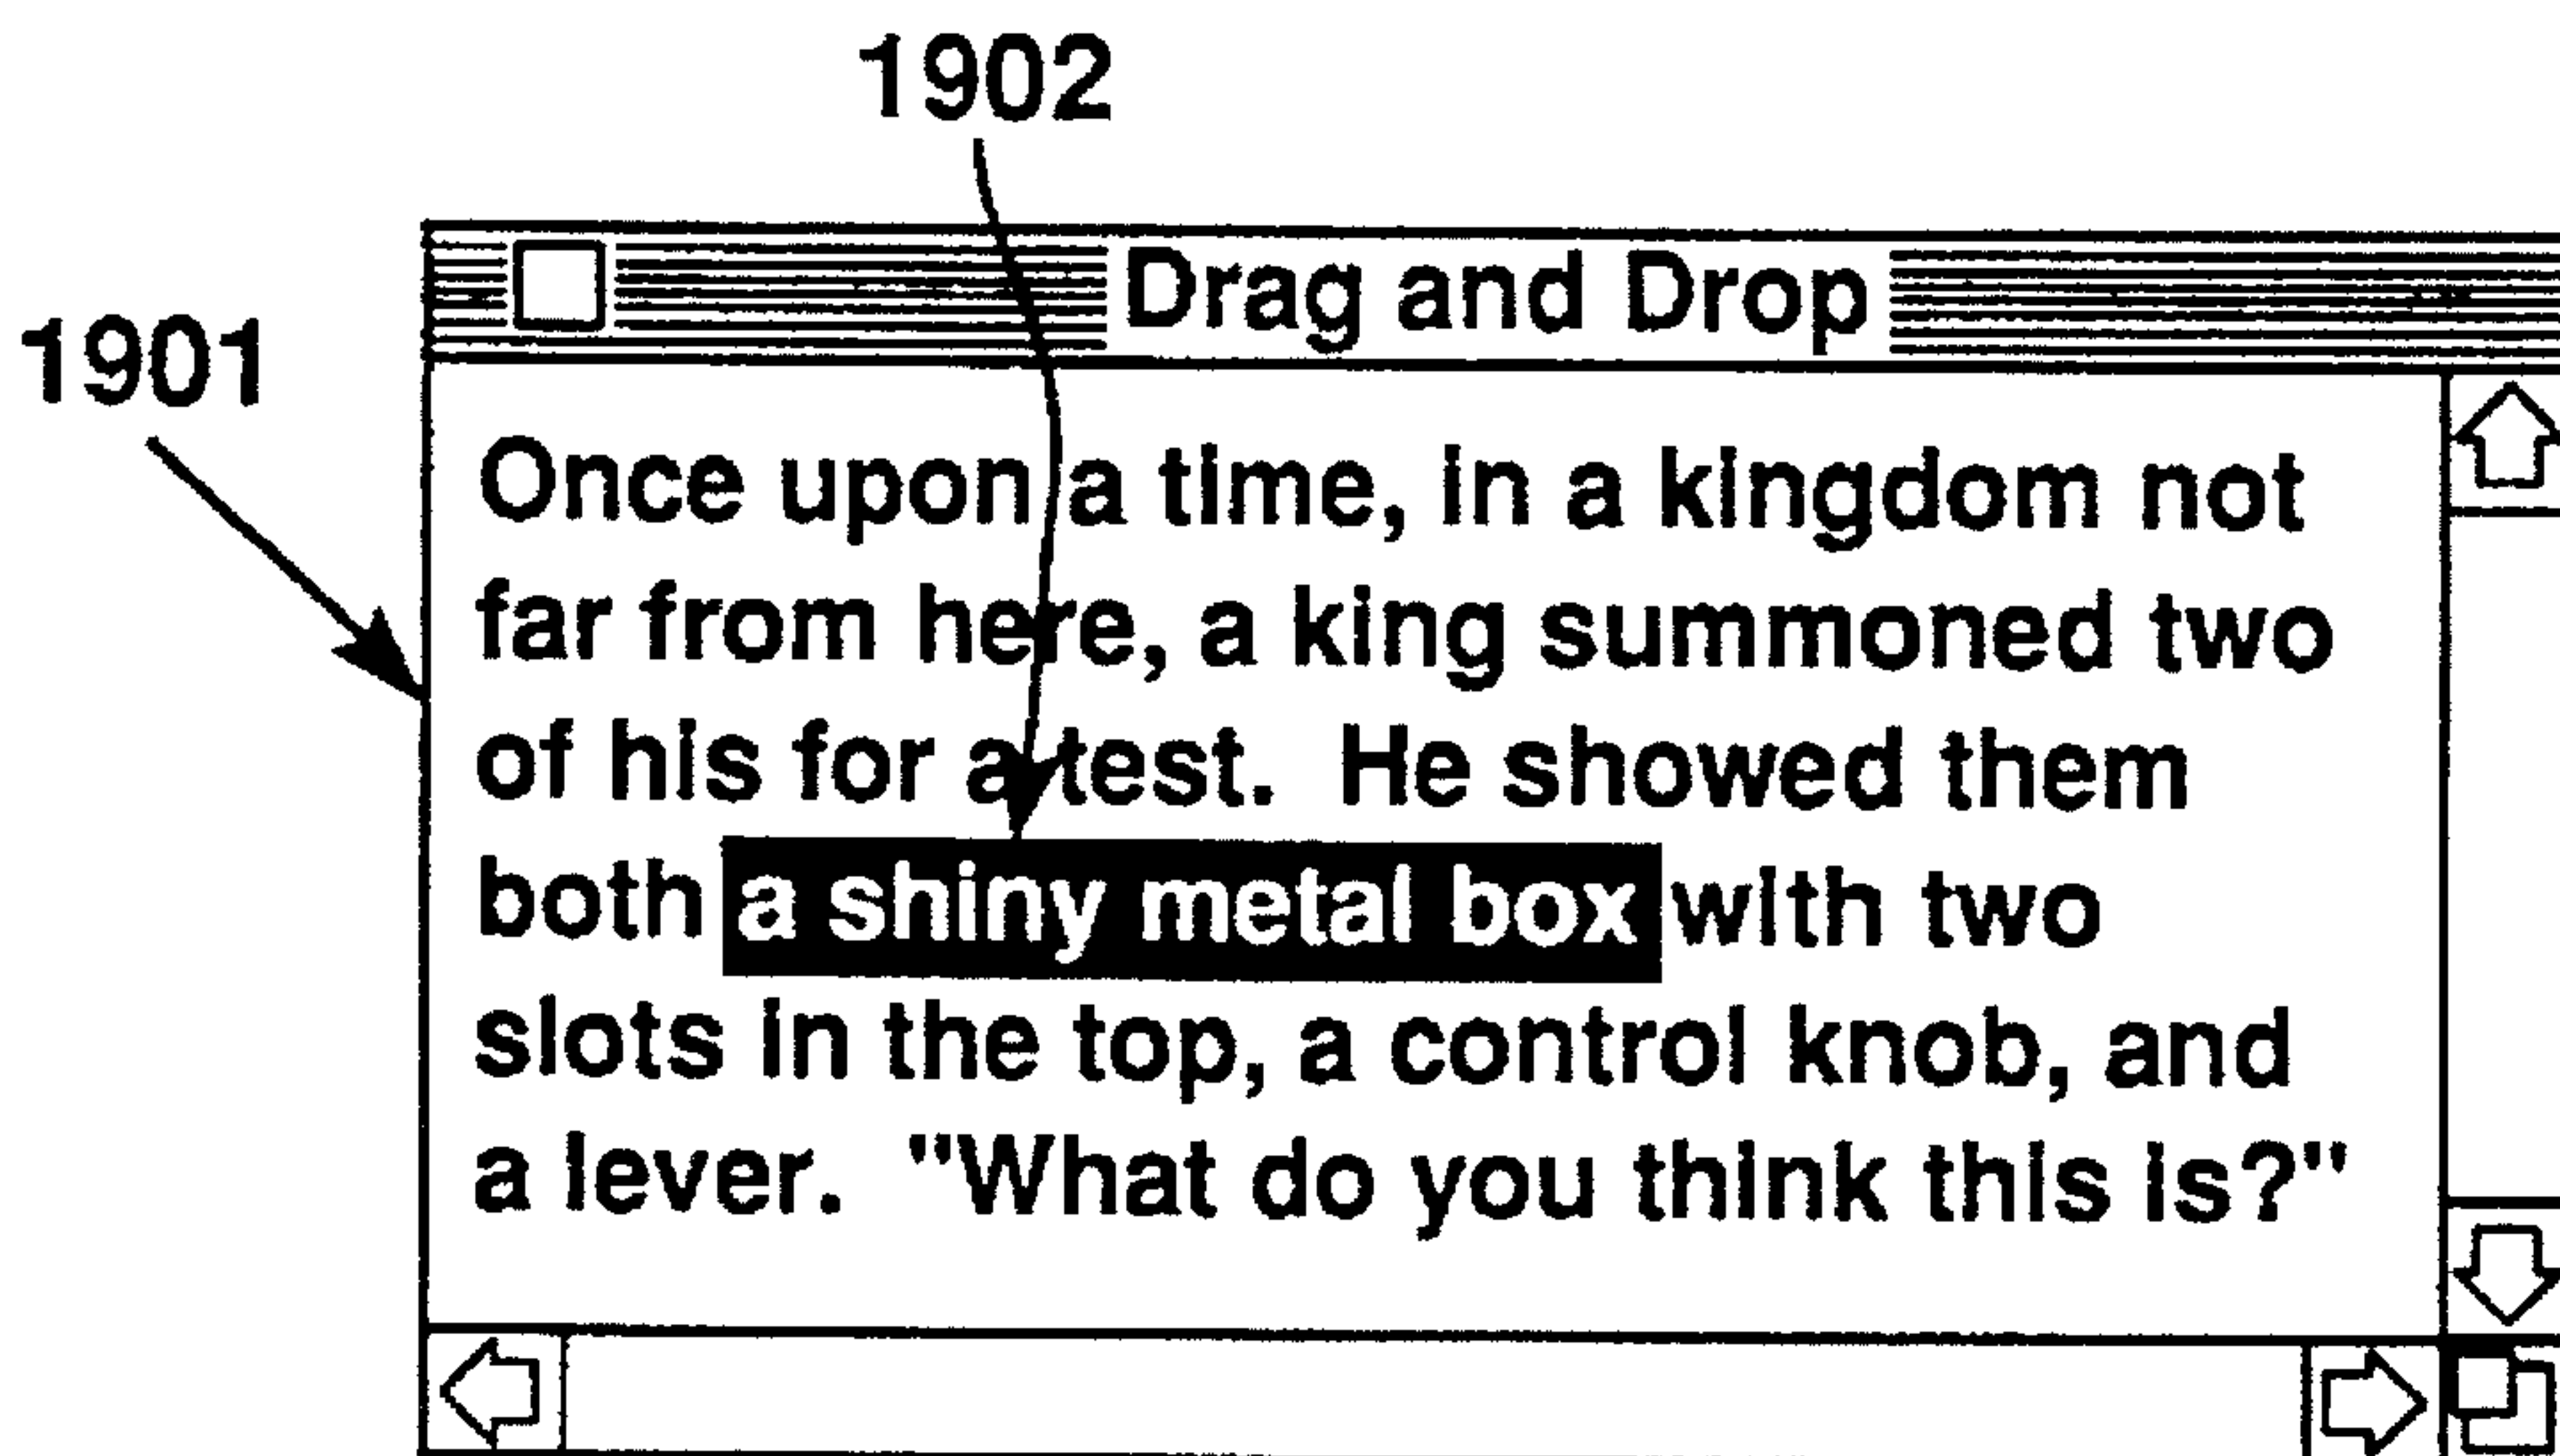 1902
Drag and Drop
1901
Once upon a time, in a kingdom not
far from here, a king summoned two
of his for a test.  He showed them
both a shiny metal box with two
slots in the top, a control knob, and
a lever.  "What do you think this is?"